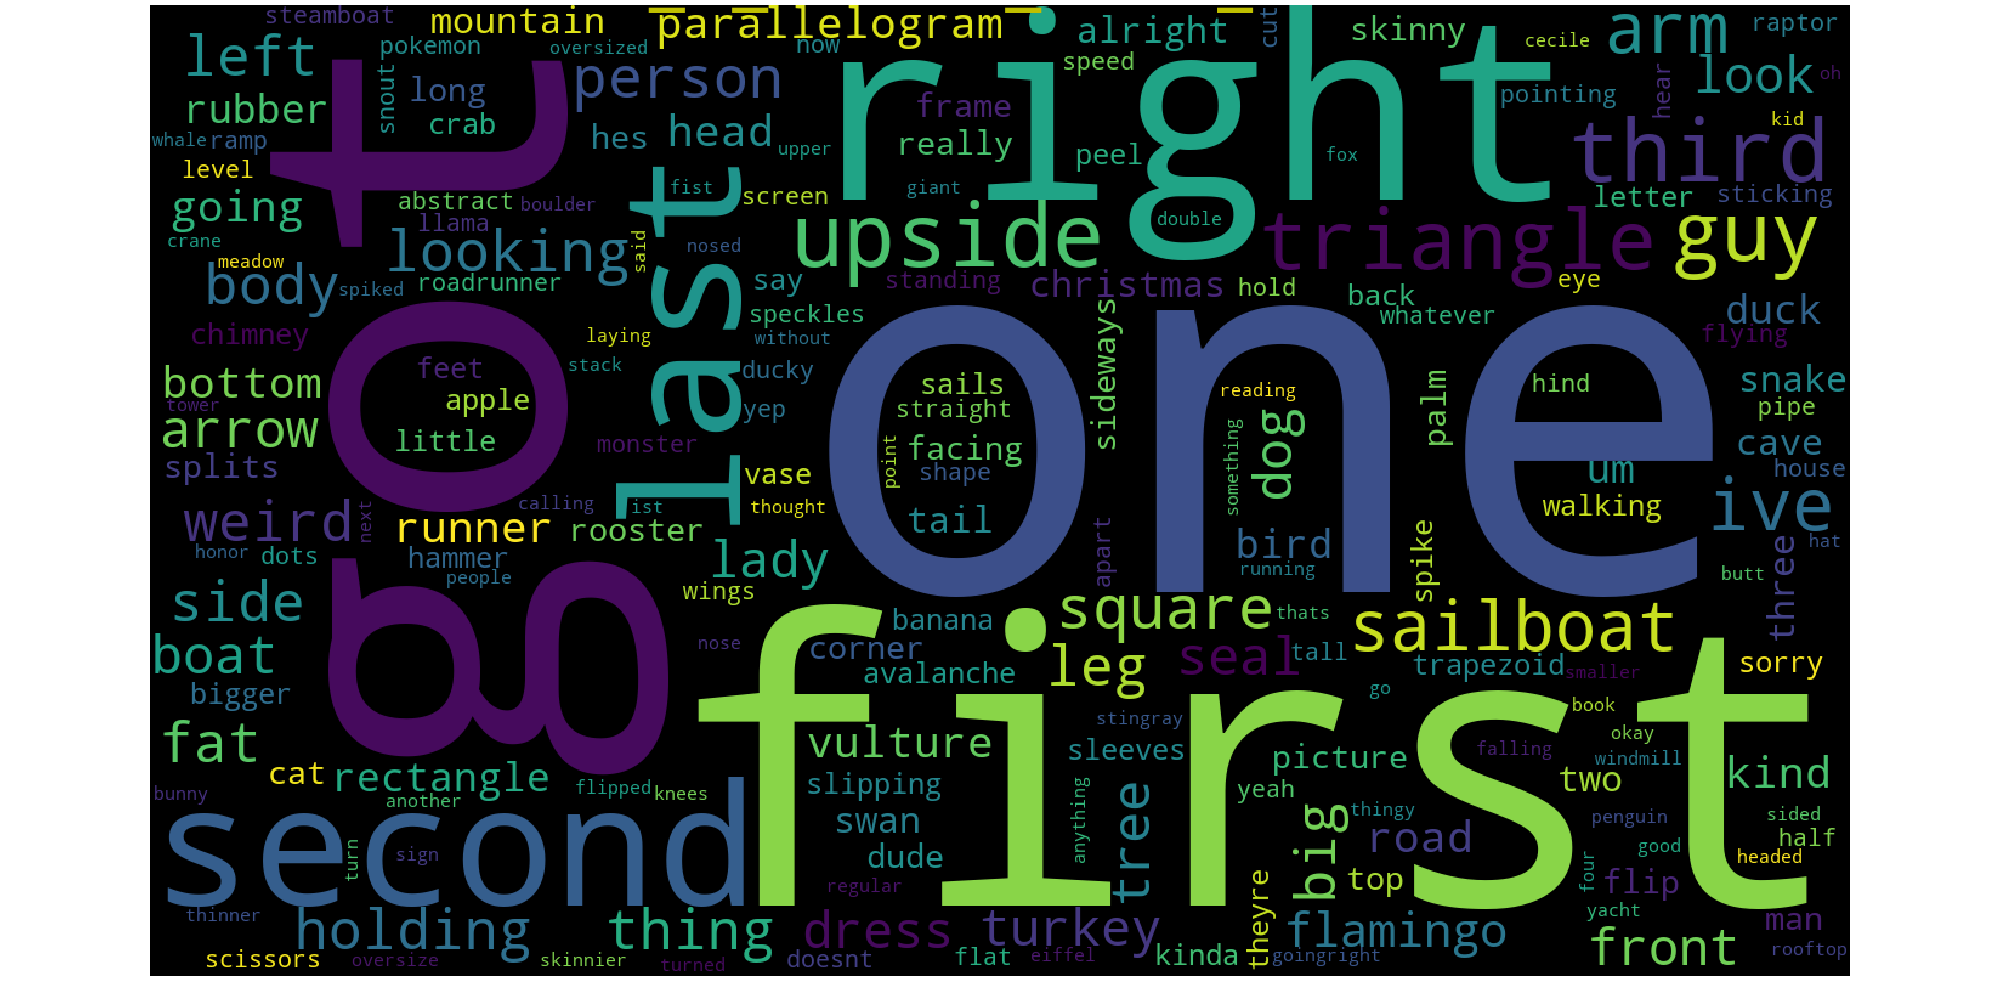 steamboat
mountain
_parallelogram_ _
alright
cut
skinny
cecile
arm
raptor
left
pokemon
oversized
now
person
speed
right
look
oh
rubber
snout
long
crab
frame
pointing
hear
whale
ramp
hes
head
upper
really
peel
fox
kid
third
level
got
last
fist
screen
giant
letter
sticking
going
abstract
boulder
llama
upside
double
triangle
guy
crane
looking
said
nosed
meadow
body
spiked
roadrunner
say
standing
christmas
hold
back
eye
whatever
duck
chimney
laying
speckles
without
sideways
flying
bottom
feet
stack
ducky
one
sails
reading
hind
snake
tower
apple
yep
straight
palm
pipe
arrow
little
monster
point
facing
something
dog
cave
splits
vase
shape
um
house
weird
next
calling
ist
thought
tail
walking
ive
runner
rooster
apart
bird
spike
three
hat
honor
dots
hammer
people
lady
running
butt
side
wings
banana
square
thats
sailboat
boat
nose
corner
leg
seal
tall
trapezoid
smaller
sorry
bigger
avalanche
go
first
stingray
book
fat
vulture
sleeves
picture
falling
okay
windmill
cat
rectangle
flipped
knees
slipping
yeah
two
kind
bunny
another
second
swan
anything
tree
big
thingy
road
penguin
sided
half
turn
sign
dude
good
headed
regular
theyre
top
four
flip
thinner
holding
thing
dress
turkey
flamingo
yacht
man
front
rooftop
scissors
oversize
skinnier
turned
doesnt
flat
eiffel
kinda
goingright